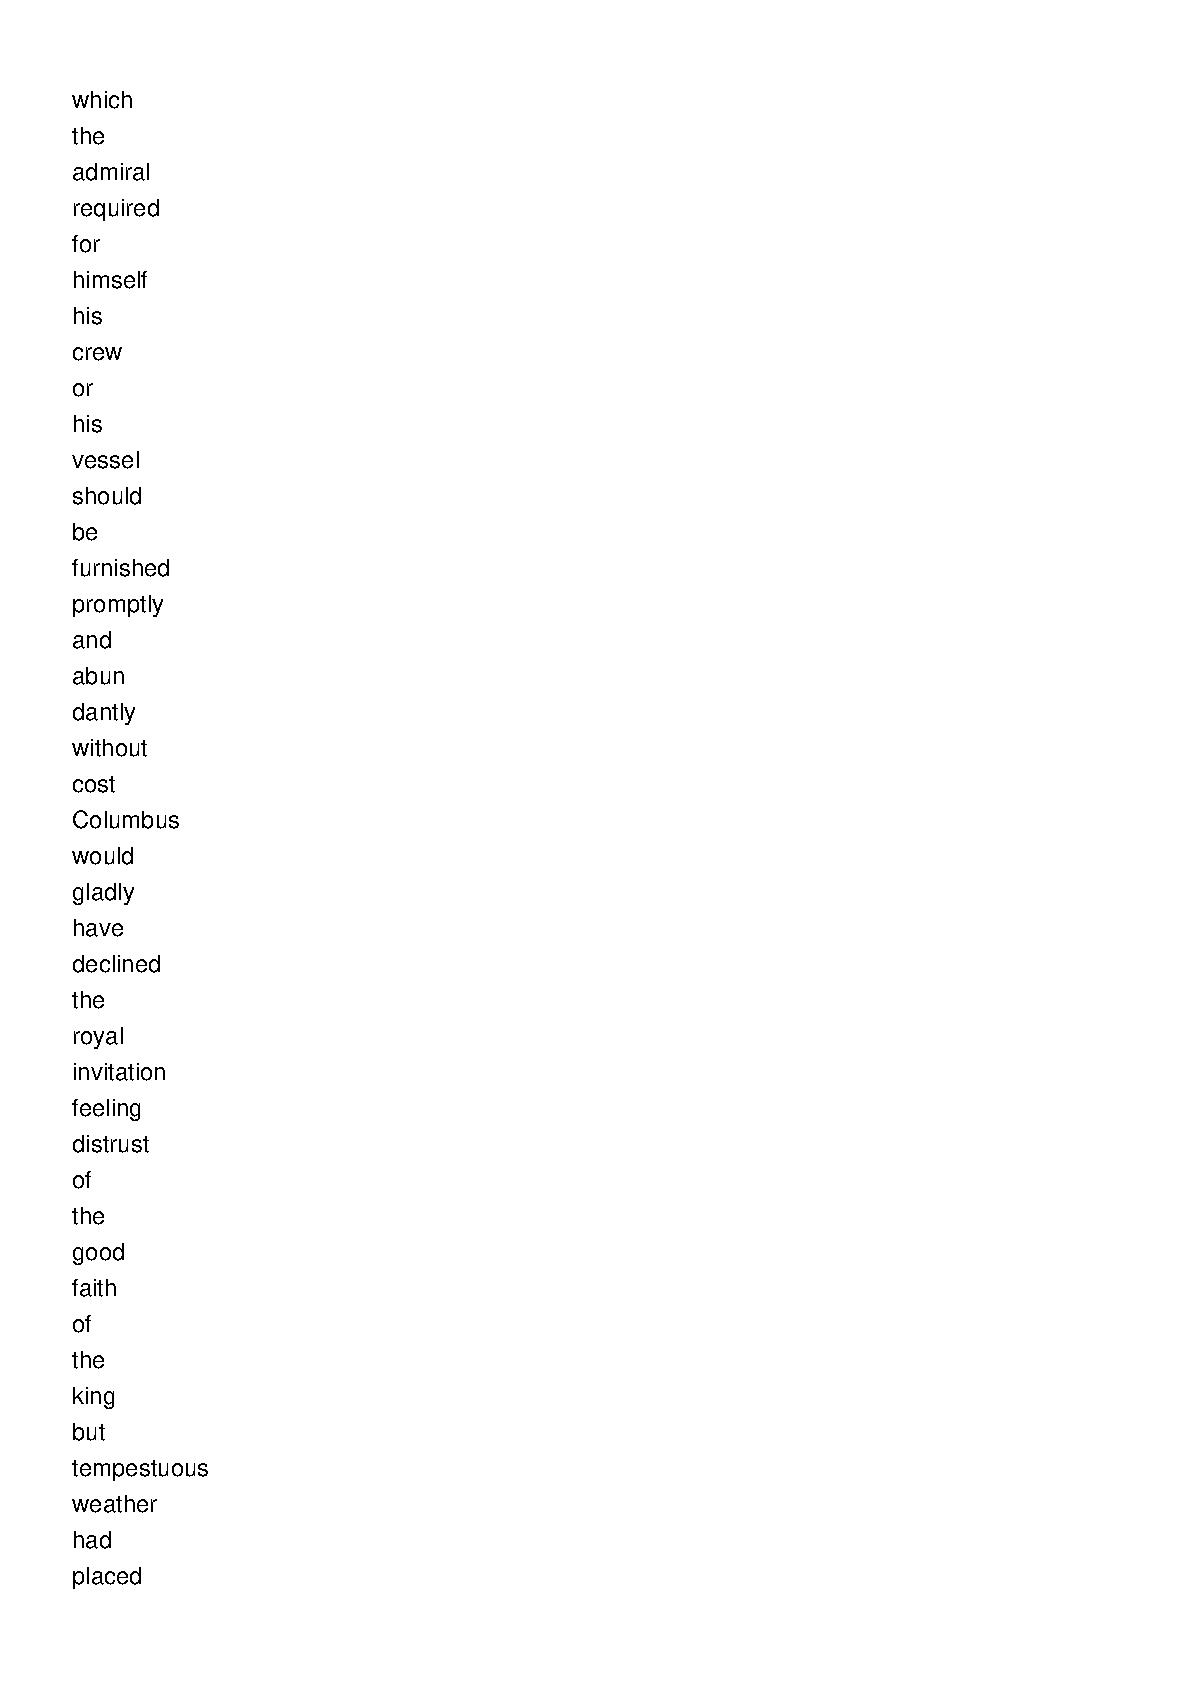 which
the
admiral
required
for
himself
his
crew
or
his
vessel
should
be
furnished
promptly
and
abun
dantly
without
cost
Columbus
would
gladly
have
declined
the
royal
invitation
feeling
distrust
of
the
good
faith
of
the
king
but
tempestuous
weather
had
placed